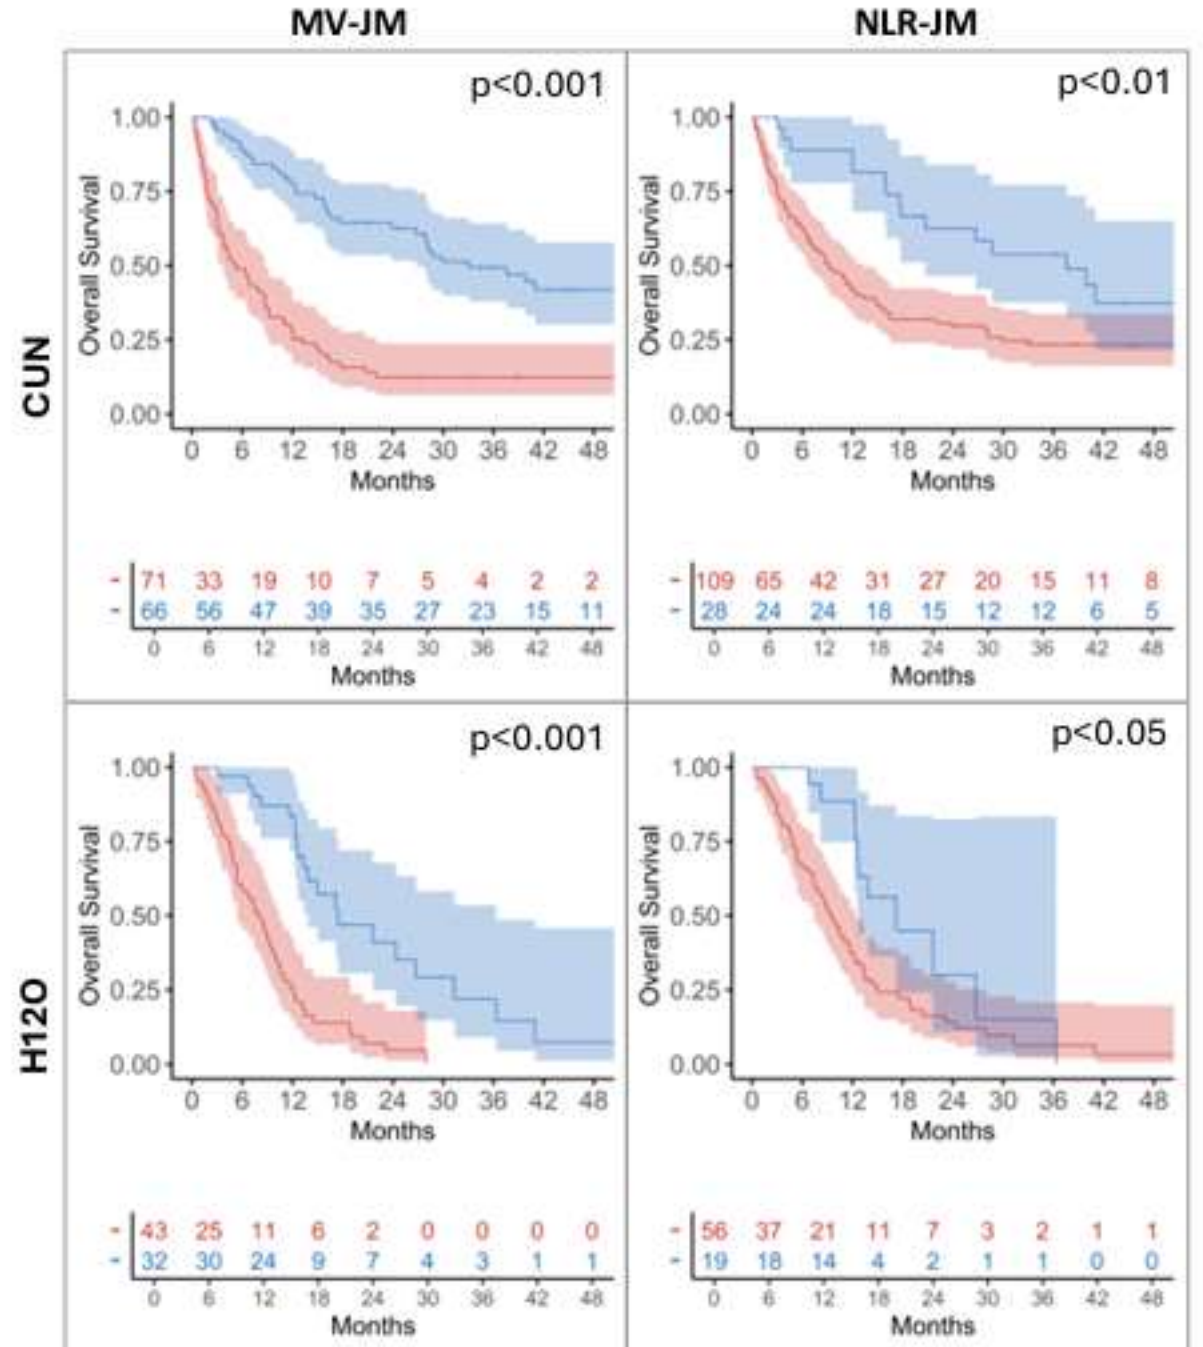 MV-JM NLR-JM
CUN
p<0.001
1.00
0.75
0.50
0.25
0.00
Overall Survival
0 6 12 18 24 30 36 42 48
Months
- 71 33 19 10 7 5 4 2 2
- 66 56 47 39 35 27 23 15 11
0 6 12 18 24 30 36 42 48
Months
p<0.01
1.00
0.75
0.50
0.25
0.00
Overall Survival
0 6 12 18 24 30 36 42 48
Months
- 109 65 42 31 27 20 15 11 8
- 28 24 24 18 15 12 12 6 5
0 6 12 18 24 30 36 42 48
Months
H12O
p<0.001
1.00
0.75
0.50
0.25
0.00
Overall Survival
0 6 12 18 24 30 36 42 48
Months
- 43 25 11 6 2 0 0 0 0
- 32 30 24 9 7 4 3 1 1
0 6 12 18 24 30 36 42 48
Months
p<0.05
1.00
0.75
0.50
0.25
0.00
Overall Survival
0 6 12 18 24 30 36 42 48
Months
- 56 37 21 11 7 3 2 1 1
- 19 18 14 4 2 1 1 0 0
0 6 12 18 24 30 36 42 48
Months